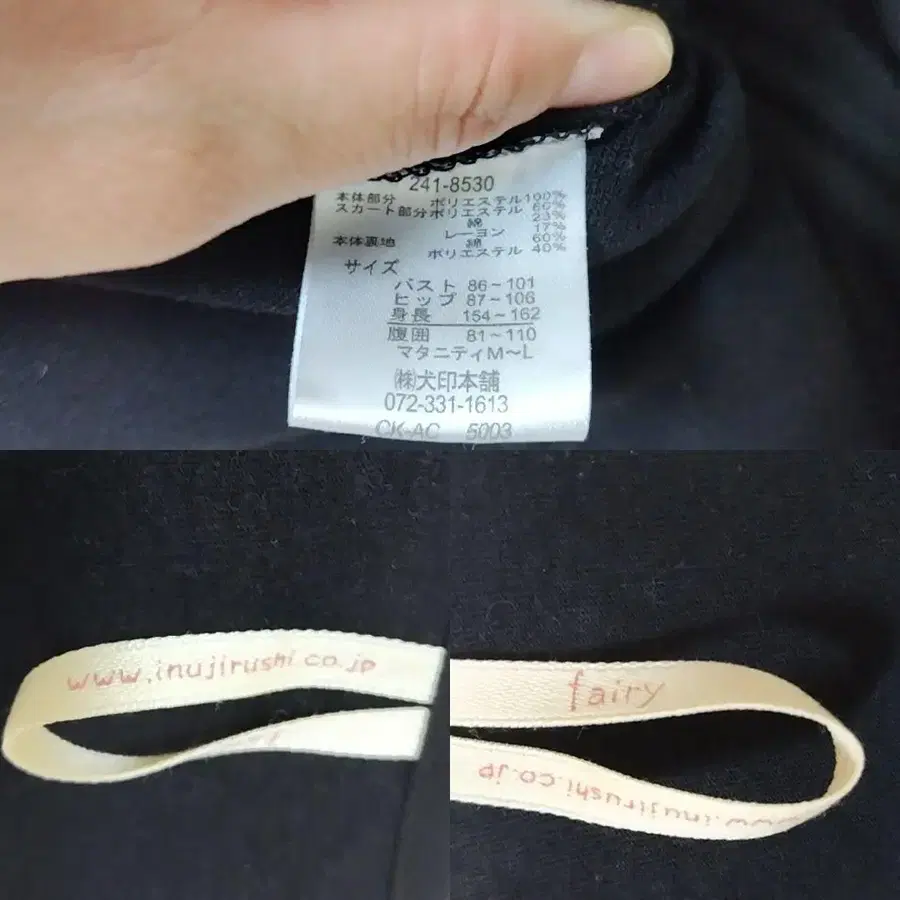 241-8530
本体部分 ポリエステル100%
スカート部分ポリエステル 60%
綿 23%
レーヨン 17%
本体裏地 綿 60%
ポリエステル 40%
サイズ
バスト 86~101
ヒップ 87~106
身長 154~162
腹囲 81~110
マタニティM~L
㈱犬印本舗
072-331-1613
CK-AC 5003
www.inujirushi.co.jp
fairy
www.inujirushi.co.jp